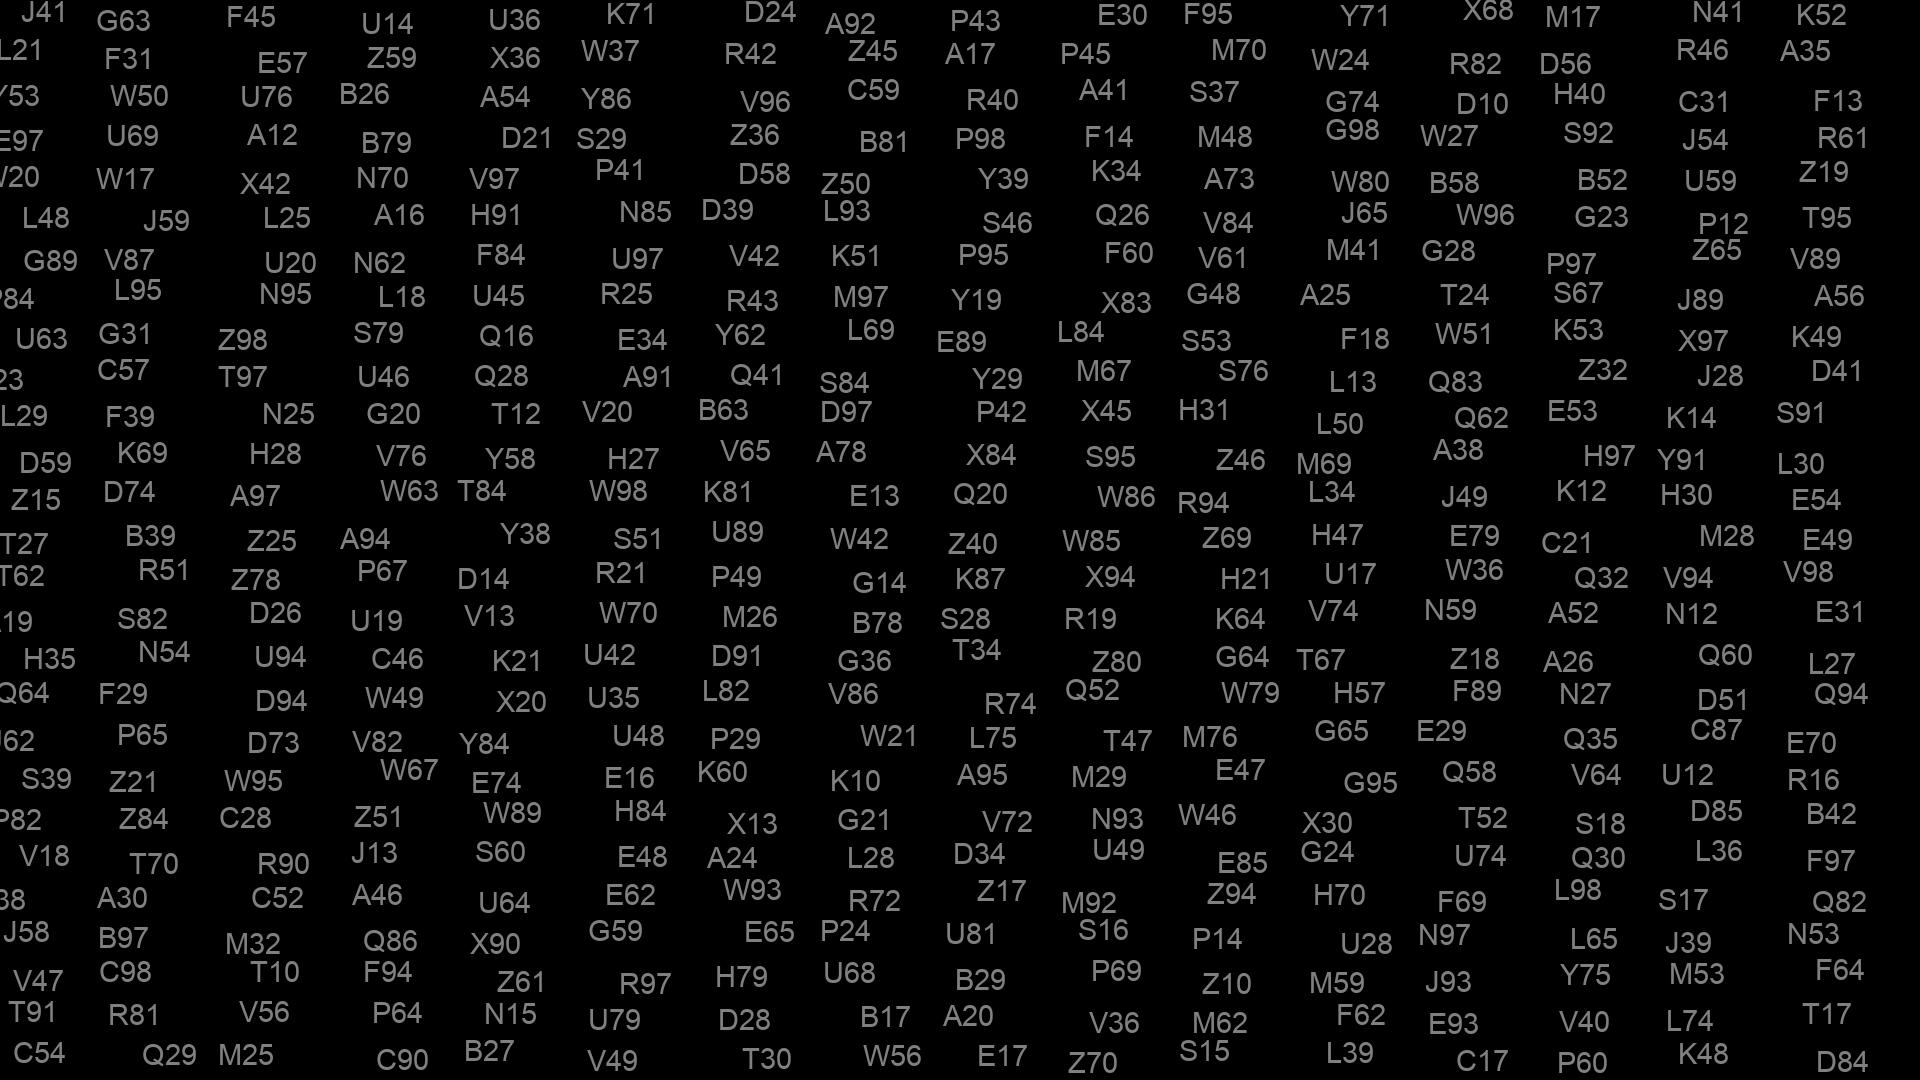 J41 G63 F45 U14 U36 K71 D24 A92 P43 E30 F95 Y71 X68 M17 N41 K52
L21 F31 E57 Z59 X36 W37 R42 Z45 A17 P45 M70 W24 R82 D56 R46 A35
Y53 W50 U76 B26 A54 Y86 V96 C59 R40 A41 S37 G74 D10 H40 C31 F13
E97 U69 A12 B79 D21 S29 Z36 B81 P98 F14 M48 G98 W27 S92 J54 R61
W20 W17 X42 N70 V97 P41 D58 Z50 Y39 K34 A73 W80 B58 B52 U59 Z19
L48 J59 L25 A16 H91 N85 D39 L93 S46 Q26 V84 J65 W96 G23 P12 T95
G89 V87 U20 N62 F84 U97 V42 K51 P95 F60 V61 M41 G28 P97 Z65 V89
P84 L95 N95 L18 U45 R25 R43 M97 Y19 X83 G48 A25 T24 S67 J89 A56
U63 G31 Z98 S79 Q16 E34 Y62 L69 E89 L84 S53 F18 W51 K53 X97 K49
23 C57 T97 U46 Q28 A91 Q41 S84 Y29 M67 S76 L13 Q83 Z32 J28 D41
L29 F39 N25 G20 T12 V20 B63 D97 P42 X45 H31 L50 Q62 E53 K14 S91
D59 K69 H28 V76 Y58 H27 V65 A78 X84 S95 Z46 M69 A38 H97 Y91 L30
Z15 D74 A97 W63 T84 W98 K81 E13 Q20 W86 R94 L34 J49 K12 H30 E54
T27 B39 Z25 A94 Y38 S51 U89 W42 Z40 W85 Z69 H47 E79 C21 M28 E49
T62 R51 Z78 P67 D14 R21 P49 G14 K87 X94 H21 U17 W36 Q32 V94 V98
19 S82 D26 U19 V13 W70 M26 B78 S28 R19 K64 V74 N59 A52 N12 E31
H35 N54 U94 C46 K21 U42 D91 G36 T34 Z80 G64 T67 Z18 A26 Q60 L27
Q64 F29 D94 W49 X20 U35 L82 V86 R74 Q52 W79 H57 F89 N27 D51 Q94
62 P65 D73 V82 Y84 U48 P29 W21 L75 T47 M76 G65 E29 Q35 C87 E70
S39 Z21 W95 W67 E74 E16 K60 K10 A95 M29 E47 G95 Q58 V64 U12 R16
P82 Z84 C28 Z51 W89 H84 X13 G21 V72 N93 W46 X30 T52 S18 D85 B42
V18 T70 R90 J13 S60 E48 A24 L28 D34 U49 E85 G24 U74 Q30 L36 F97
38 A30 C52 A46 U64 E62 W93 R72 Z17 M92 Z94 H70 F69 L98 S17 Q82
J58 B97 M32 Q86 X90 G59 E65 P24 U81 S16 P14 U28 N97 L65 J39 N53
V47 C98 T10 F94 Z61 R97 H79 U68 B29 P69 Z10 M59 J93 Y75 M53 F64
T91 R81 V56 P64 N15 U79 D28 B17 A20 V36 M62 F62 E93 V40 L74 T17
C54 Q29 M25 C90 B27 V49 T30 W56 E17 Z70 S15 L39 C17 P60 K48 D84